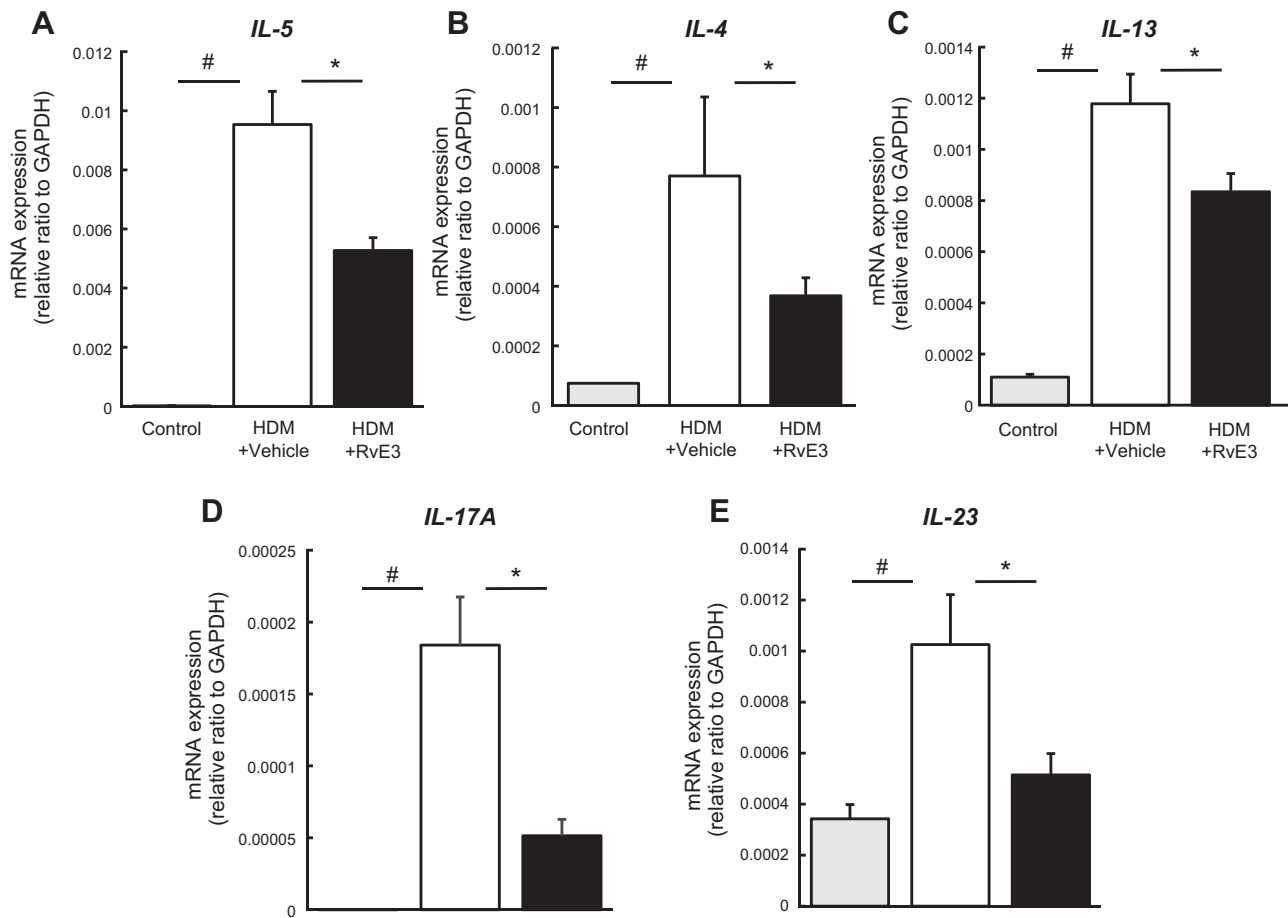 A
IL-5
mRNA expression
(relative ratio to GAPDH)
0.012
0.01
0.008
0.006
0.004
0.002
0
#
*
Control
HDM
+Vehicle
HDM
+RvE3
B
IL-4
mRNA expression
(relative ratio to GAPDH)
0.0012
0.001
0.0008
0.0006
0.0004
0.0002
0
#
*
Control
HDM
+Vehicle
HDM
+RvE3
C
IL-13
mRNA expression
(relative ratio to GAPDH)
0.0014
0.0012
0.001
0.0008
0.0006
0.0004
0.0002
0
#
*
Control
HDM
+Vehicle
HDM
+RvE3
D
IL-17A
mRNA expression
(relative ratio to GAPDH)
0.00025
0.0002
0.00015
0.0001
0.00005
0
#
*
E
IL-23
mRNA expression
(relative ratio to GAPDH)
0.0014
0.0012
0.001
0.0008
0.0006
0.0004
0.0002
0
#
*